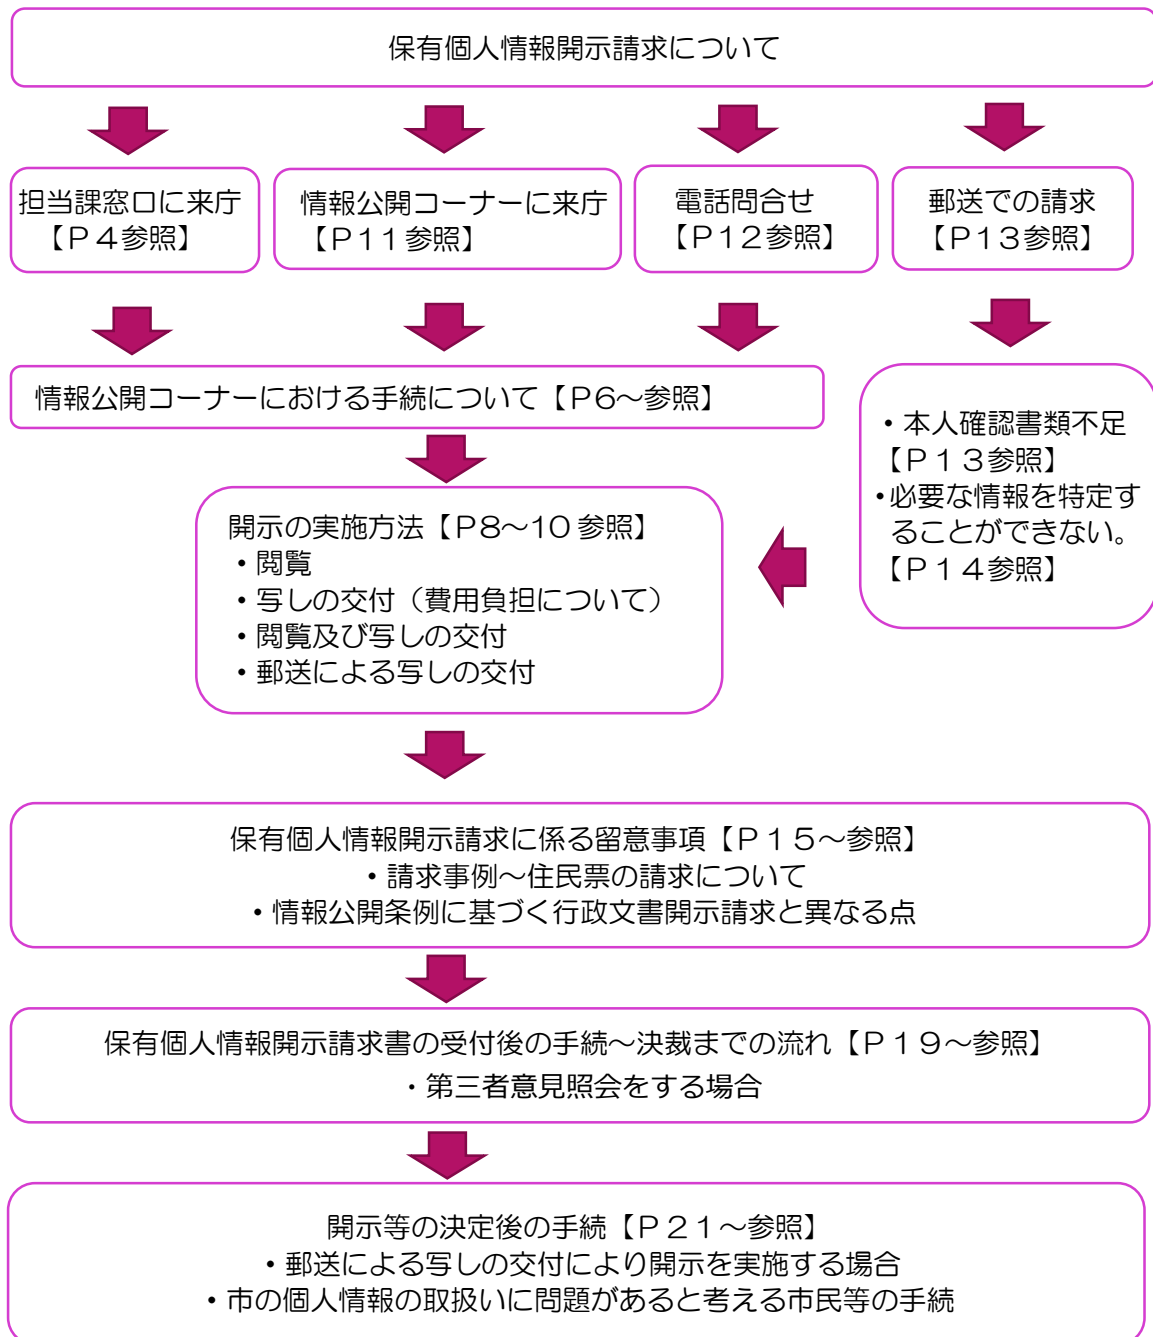 保有個人情報開示請求について
担当課窓口に来庁
【Ｐ４参照】
情報公開コーナーに来庁
【Ｐ１１参照】
電話問合せ
【Ｐ１２参照】
郵送での請求
【Ｐ１３参照】
情報公開コーナーにおける手続について【Ｐ６～参照】
・本人確認書類不足
【Ｐ１３参照】
・必要な情報を特定す
ることができない。
【Ｐ１４参照】
開示の実施方法【Ｐ８～10 参照】
・閲覧
・写しの交付（費用負担について）
・閲覧及び写しの交付
・郵送による写しの交付
保有個人情報開示請求に係る留意事項【Ｐ１５～参照】
・請求事例～住民票の請求について
・情報公開条例に基づく行政文書開示請求と異なる点
保有個人情報開示請求書の受付後の手続～決裁までの流れ【Ｐ１９～参照】
・第三者意見照会をする場合
開示等の決定後の手続【Ｐ２１～参照】
・郵送による写しの交付により開示を実施する場合
・市の個人情報の取扱いに問題があると考える市民等の手続